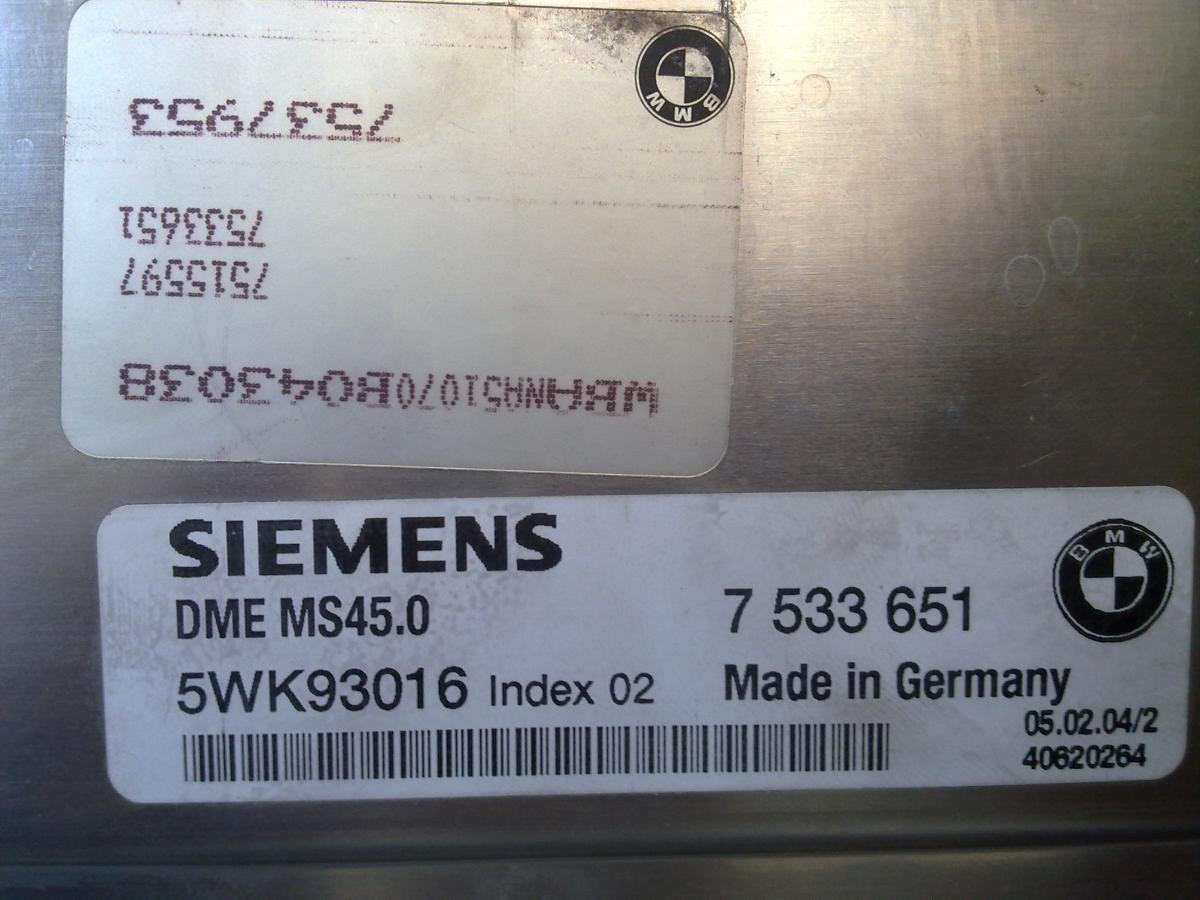 WBANA51070B043038
7515597
7533651
7537953
BMW
SIEMENS
DME MS45.0
7 533 651
BMW
5WK93016 Index 02
Made in Germany
05.02.04/2
40620264